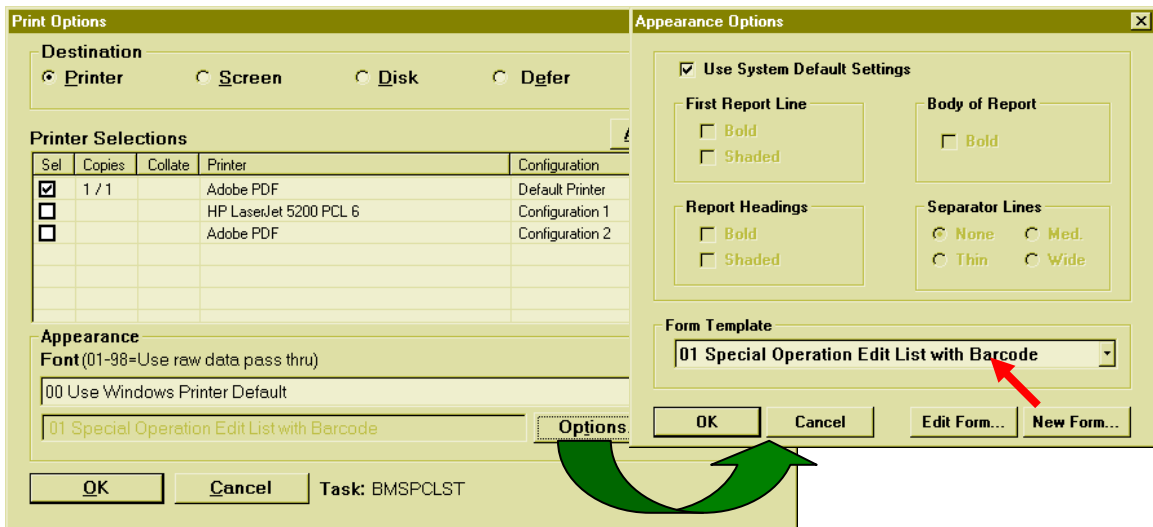 Print Options
Destination
Printer Screen Disk Defer
Printer Selections
Sel Copies Collate Printer Configuration
1 / 1 Adobe PDF Default Printer
HP LaserJet 5200 PCL 6 Configuration 1
Adobe PDF Configuration 2
Appearance
Font (01-98=Use raw data pass thru)
00 Use Windows Printer Default
01 Special Operation Edit List with Barcode Options.
OK Cancel Task: BMSPCLST
Appearance Options
Use System Default Settings
First Report Line Body of Report
Bold Bold
Shaded
Report Headings Separator Lines
Bold None Med.
Shaded Thin Wide
Form Template
01 Special Operation Edit List with Barcode
OK Cancel Edit Form... New Form...